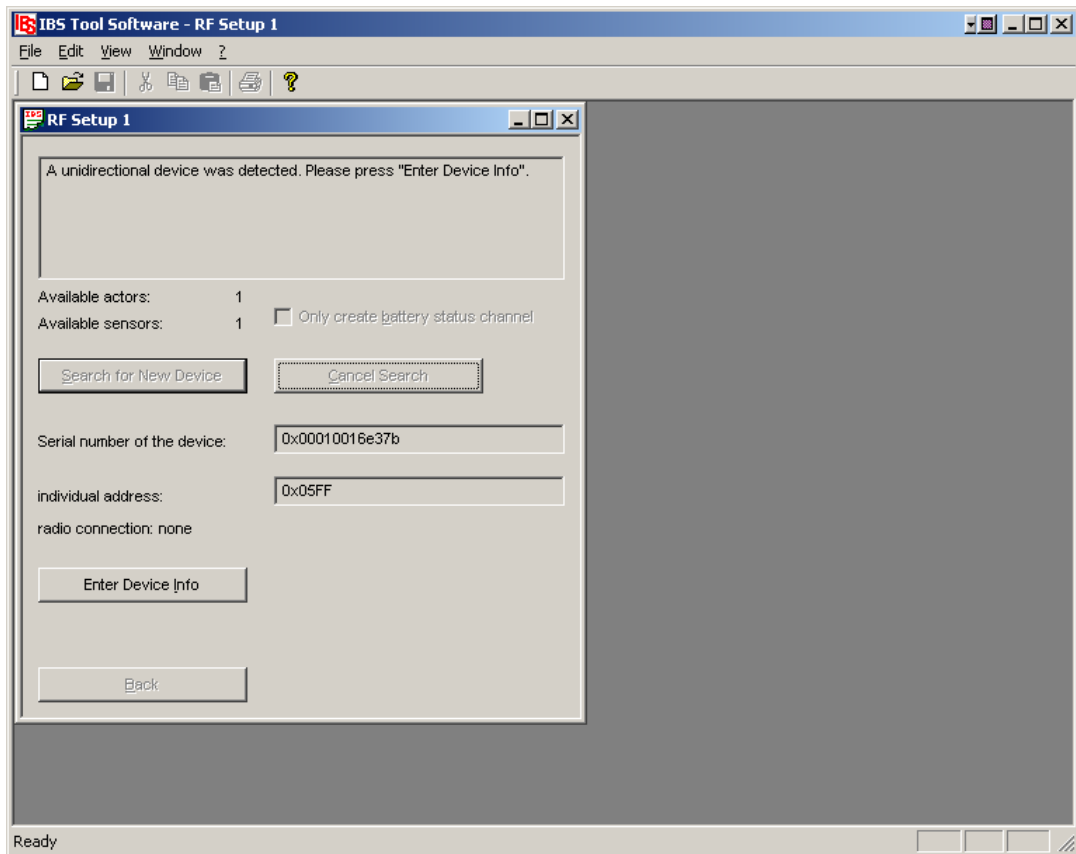 IBS Tool Software - RF Setup 1
File Edit View Window ?
RF Setup 1
A unidirectional device was detected. Please press "Enter Device Info".
Available actors: 1
Available sensors: 1
Only create battery status channel
Search for New Device
Cancel Search
Serial number of the device: 0x00010016e37b
individual address: 0x05FF
radio connection: none
Enter Device Info
Back
Ready